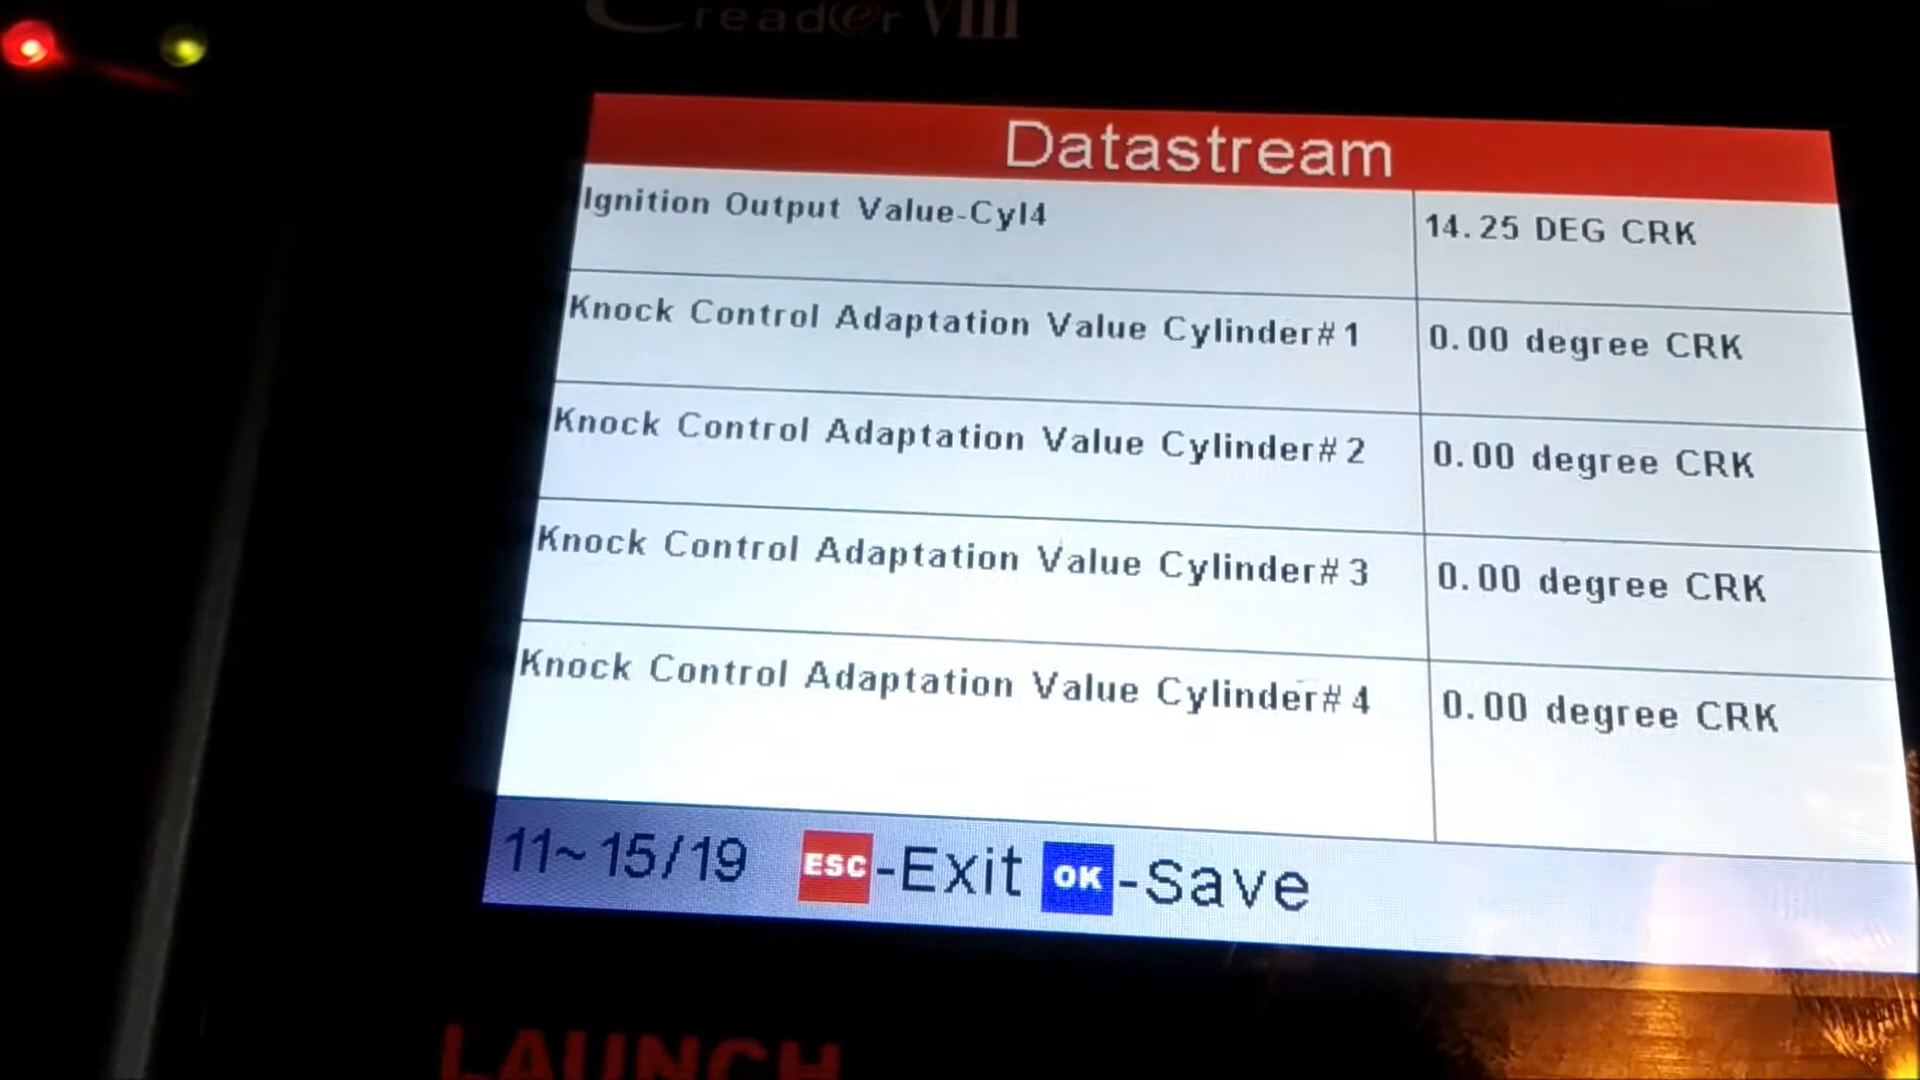 Creader VIII
Datastream
Ignition Output Value-Cyl4 14.25 DEG CRK
Knock Control Adaptation Value Cylinder#1 0.00 degree CRK
Knock Control Adaptation Value Cylinder#2 0.00 degree CRK
Knock Control Adaptation Value Cylinder#3 0.00 degree CRK
Knock Control Adaptation Value Cylinder#4 0.00 degree CRK
11~15/19 ESC-Exit OK-Save
LAUNCH